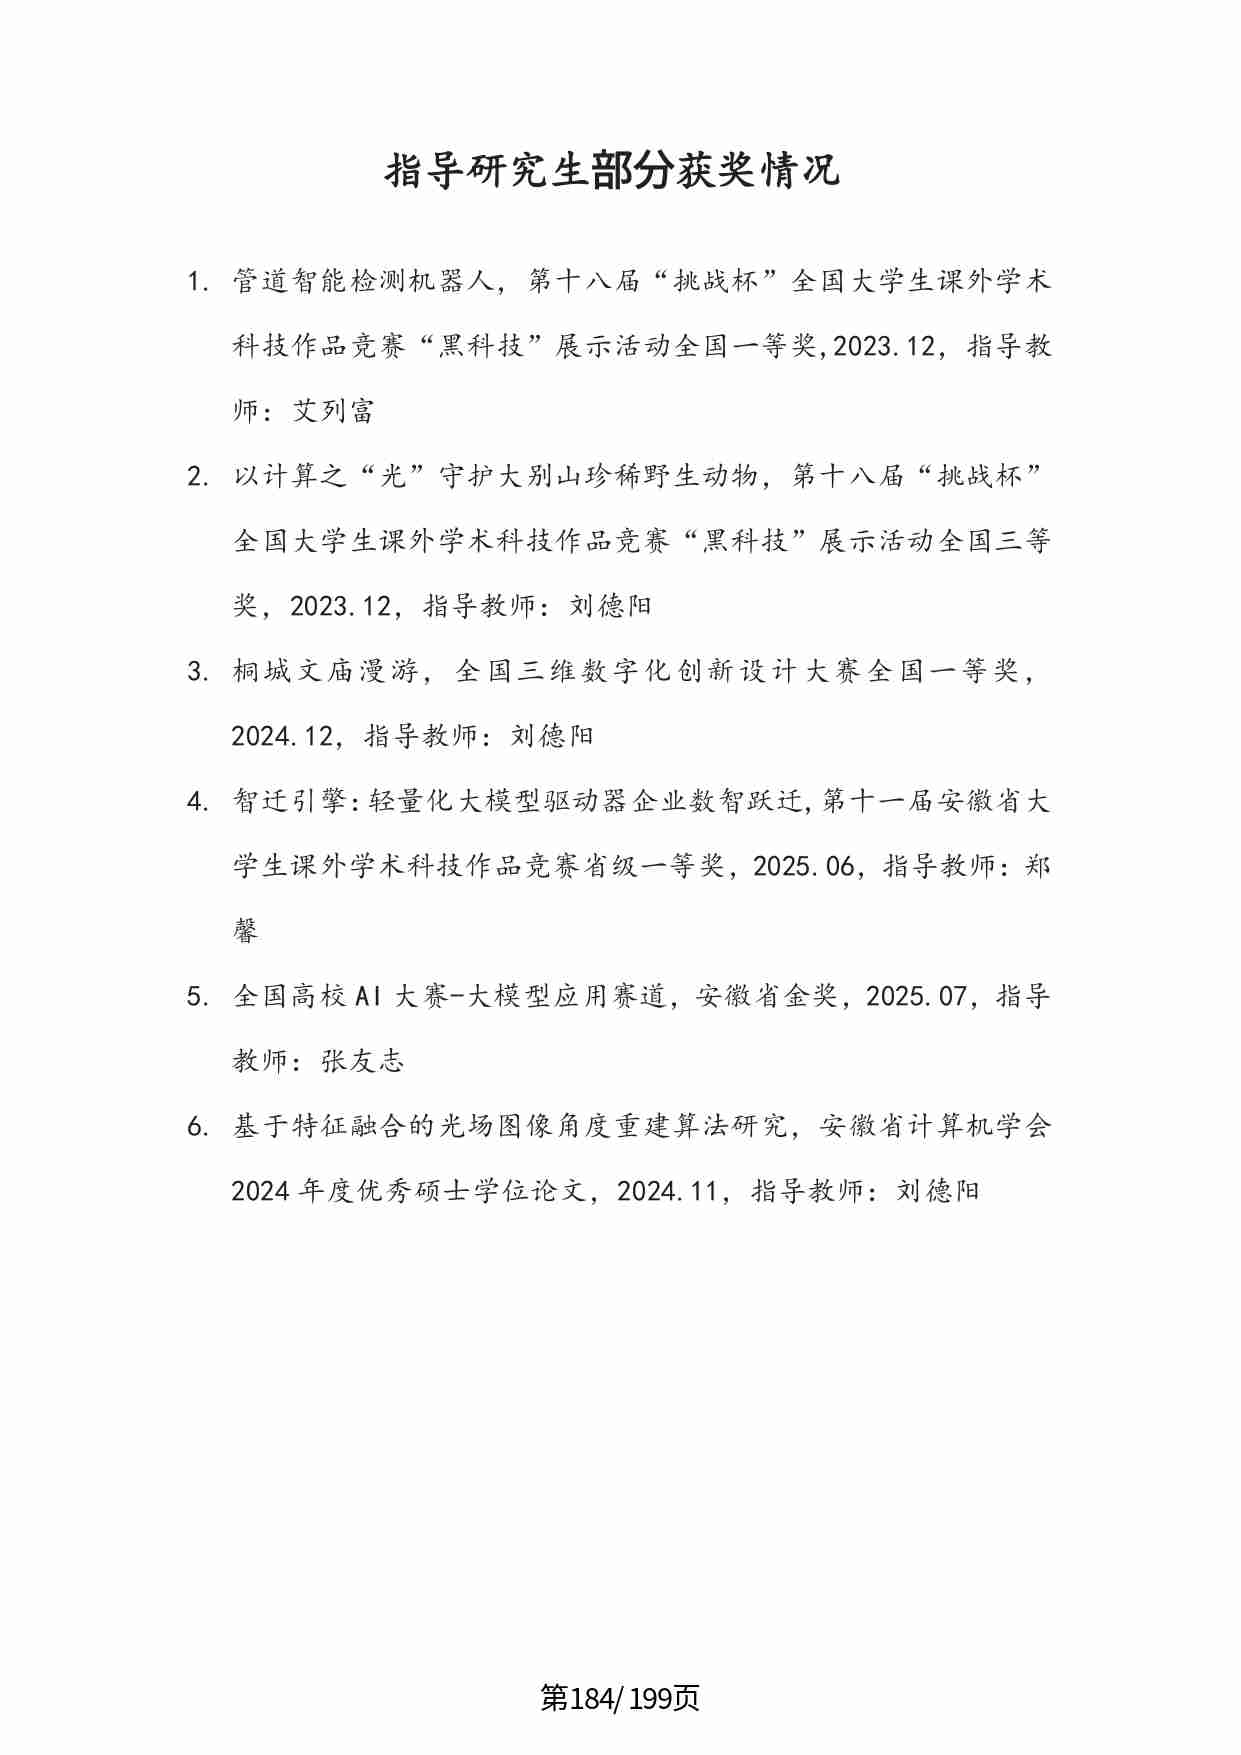 指导研究生部分获奖情况
1. 管道智能检测机器人，第十八届“挑战杯”全国大学生课外学术
科技作品竞赛“黑科技”展示活动全国一等奖,2023.12，指导教
师：艾列富
2. 以计算之“光”守护大别山珍稀野生动物，第十八届“挑战杯”
全国大学生课外学术科技作品竞赛“黑科技”展示活动全国三等
奖，2023.12，指导教师：刘德阳
3. 桐城文庙漫游，全国三维数字化创新设计大赛全国一等奖，
2024.12，指导教师：刘德阳
4. 智迁引擎:轻量化大模型驱动器企业数智跃迁,第十一届安徽省大
学生课外学术科技作品竞赛省级一等奖，2025.06，指导教师：郑
馨
5. 全国高校 AI 大赛-大模型应用赛道，安徽省金奖，2025.07，指导
教师：张友志
6. 基于特征融合的光场图像角度重建算法研究，安徽省计算机学会
2024 年度优秀硕士学位论文，2024.11，指导教师：刘德阳
第184/199页